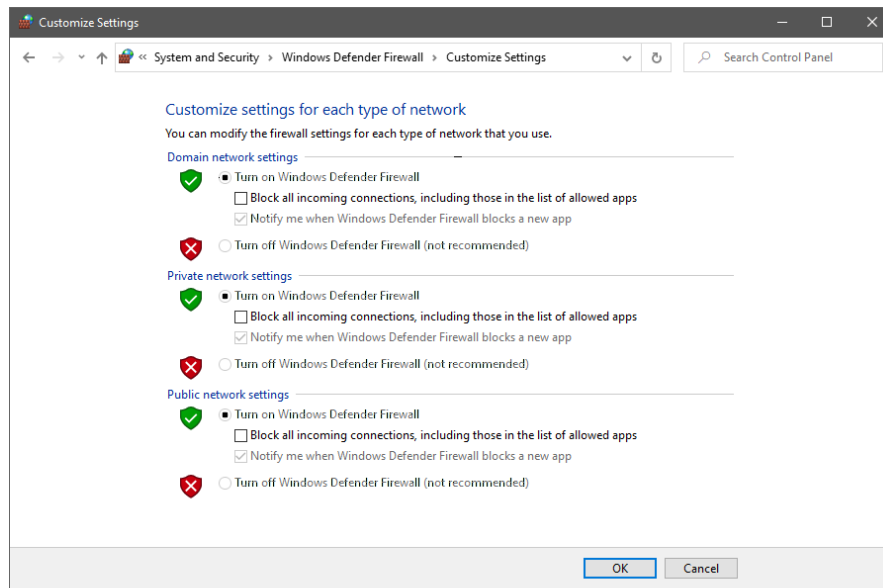 Customize Settings
« System and Security > Windows Defender Firewall > Customize Settings
Search Control Panel
Customize settings for each type of network
You can modify the firewall settings for each type of network that you use.
Domain network settings
Turn on Windows Defender Firewall
Block all incoming connections, including those in the list of allowed apps
Notify me when Windows Defender Firewall blocks a new app
Turn off Windows Defender Firewall (not recommended)
Private network settings
Turn on Windows Defender Firewall
Block all incoming connections, including those in the list of allowed apps
Notify me when Windows Defender Firewall blocks a new app
Turn off Windows Defender Firewall (not recommended)
Public network settings
Turn on Windows Defender Firewall
Block all incoming connections, including those in the list of allowed apps
Notify me when Windows Defender Firewall blocks a new app
Turn off Windows Defender Firewall (not recommended)
OK
Cancel